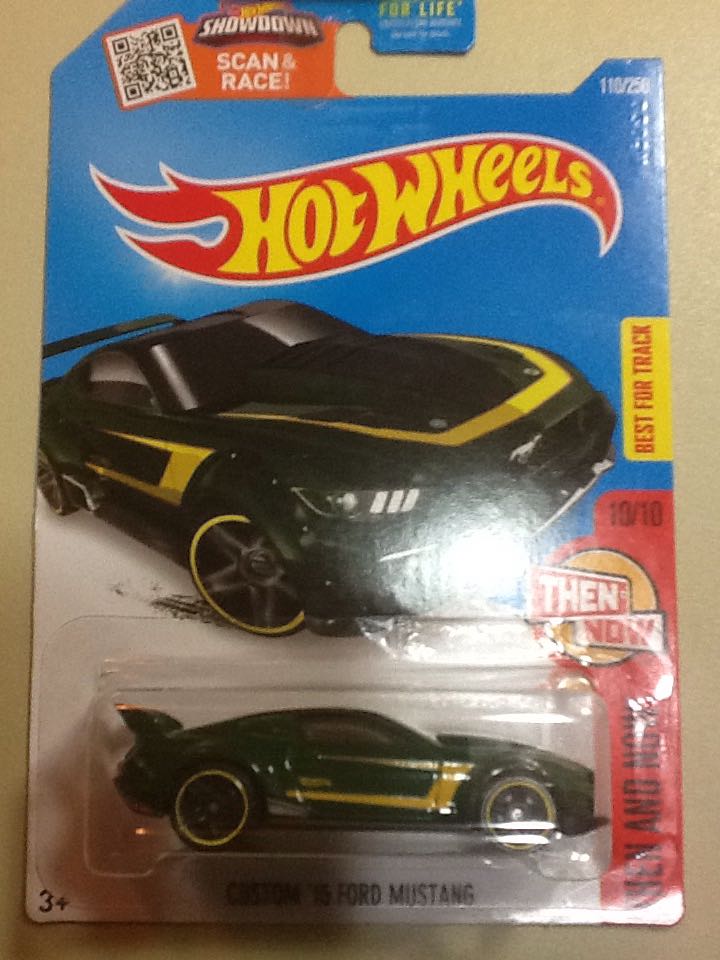 SHOWDOWN
SCAN &
RACE!
FOR LIFE
110/250
HOT WHEELS
BEST FOR TRACK
10/10
THEN &
NOW
THEN AND NOW
CUSTOM '15 FORD MUSTANG
3+